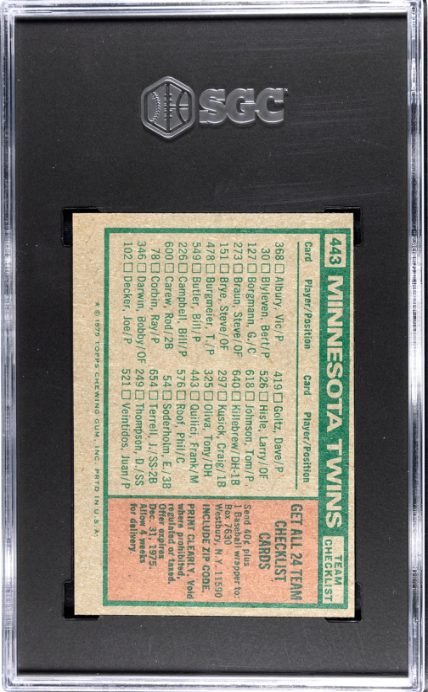 SGC
443 MINNESOTA TWINS TEAM CHECKLIST
Card Player/Position Card Player/Position
368 Albury, Vic/P
30 Blyleven, Bert/P
127 Borgmann, G./C
273 Braun, Steve/OF
151 Brye, Steve/OF
478 Burgmeier, T./P
549 Butler, Bill/P
226 Campbell, Bill/P
600 Carew, Rod/2B
78 Corbin, Ray/P
346 Darwin, Bobby/OF
102 Decker, Joe/P
419 Goltz, Dave/P
526 Hisle, Larry/OF
618 Johnson, Tom/P.
640 Killebrew/DH-1B
297 Kusick, Craig/1B
325 Oliva, Tony/DH
443 Quilici, Frank/M
576 Roof, Phil/C
54 Soderholm, E./3B
654 Terrell, J./SS-2B
249 Thompson, D./SS
521 Veintidos, Juan/P
GET ALL 24 TEAM
CHECKLIST
CARDS
Send 40¢ plus
1 Baseball wrapper to:
Box 7630
Westbury, N.Y. 11590
INCLUDE ZIP CODE.
PRINT CLEARLY. Void
where prohibited,
regulated or taxed.
Offer expires
Dec. 31, 1975.
Allow 4 weeks
for delivery
* © 1975 TOPPS CHEWING GUM, INC. PRTD IN U.S.A.